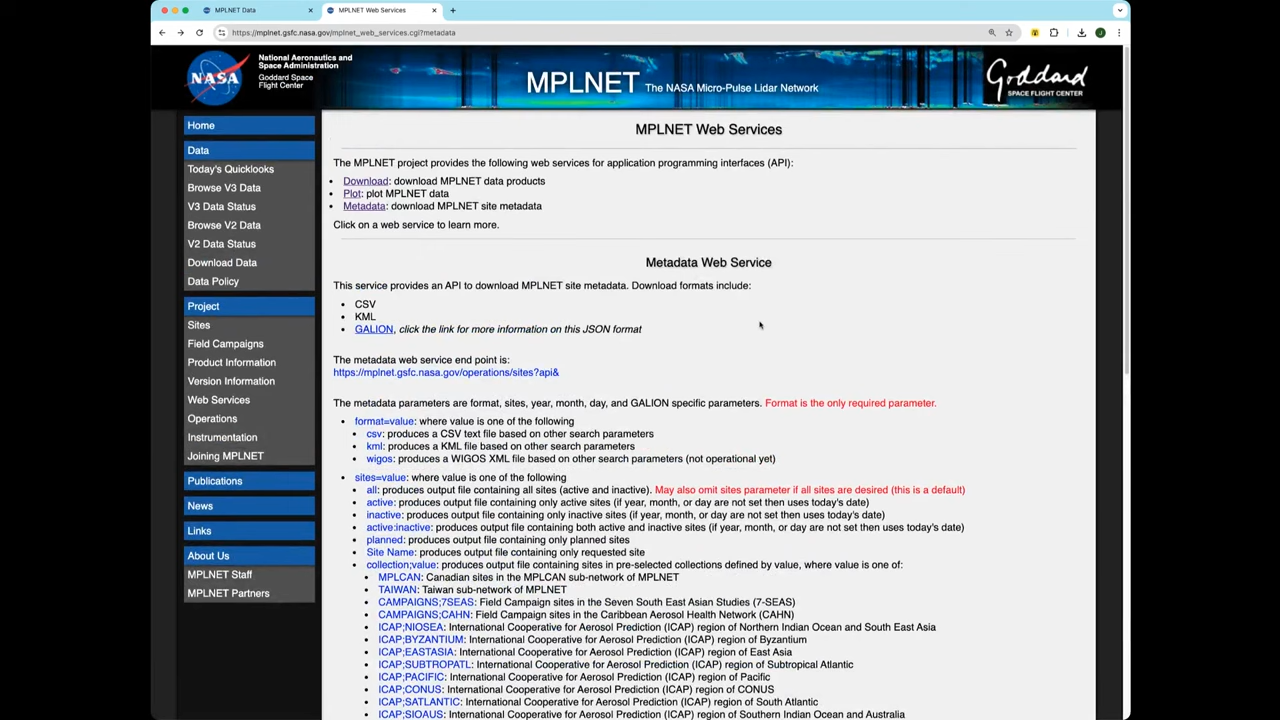 MPLNET Data
MPLNET Web Services
https://mplnet.gsfc.nasa.gov/mplnet_web_services.cgi?metadata
NASA
National Aeronautics and
Space Administration
Goddard Space
Flight Center
MPLNET The NASA Micro-Pulse Lidar Network
Goddard
SPACE FLIGHT CENTER
Home
Data
Today's Quicklooks
Browse V3 Data
V3 Data Status
Browse V2 Data
V2 Data Status
Download Data
Data Policy
Project
Sites
Field Campaigns
Product Information
Version Information
Web Services
Operations
Instrumentation
Joining MPLNET
Publications
News
Links
About Us
MPLNET Staff
MPLNET Partners
MPLNET Web Services
The MPLNET project provides the following web services for application programming interfaces (API):
• Download: download MPLNET data products
• Plot: plot MPLNET data
• Metadata: download MPLNET site metadata
Click on a web service to learn more.
Metadata Web Service
This service provides an API to download MPLNET site metadata. Download formats include:
• CSV
• KML
• GALION, click the link for more information on this JSON format
The metadata web service end point is:
https://mplnet.gsfc.nasa.gov/operations/sites?api&
The metadata parameters are format, sites, year, month, day, and GALION specific parameters. Format is the only required parameter.
• format=value: where value is one of the following
• csv: produces a CSV text file based on other search parameters
• kml: produces a KML file based on other search parameters
• wigos: produces a WIGOS XML file based on other search parameters (not operational yet)
• sites=value: where value is one of the following
• all: produces output file containing all sites (active and inactive). May also omit sites parameter if all sites are desired (this is a default)
• active: produces output file containing only active sites (if year, month, or day are not set then uses today's date)
• inactive: produces output file containing only inactive sites (if year, month, or day are not set then uses today's date)
• active:inactive: produces output file containing both active and inactive sites (if year, month, or day are not set then uses today's date)
• planned: produces output file containing only planned sites
• Site Name: produces output file containing only requested site
• collection;value: produces output file containing sites in pre-selected collections defined by value, where value is one of:
• MPLCAN: Canadian sites in the MPLCAN sub-network of MPLNET
• TAIWAN: Taiwan sub-network of MPLNET
• CAMPAIGNS;7SEAS: Field Campaign sites in the Seven South East Asian Studies (7-SEAS)
• CAMPAIGNS;CAHN: Field Campaign sites in the Caribbean Aerosol Health Network (CAHN)
• ICAP;NIOSEA: International Cooperative for Aerosol Prediction (ICAP) region of Northern Indian Ocean and South East Asia
• ICAP;BYZANTIUM: International Cooperative for Aerosol Prediction (ICAP) region of Byzantium
• ICAP;EASTASIA: International Cooperative for Aerosol Prediction (ICAP) region of East Asia
• ICAP;SUBTROPATL: International Cooperative for Aerosol Prediction (ICAP) region of Subtropical Atlantic
• ICAP;PACIFIC: International Cooperative for Aerosol Prediction (ICAP) region of Pacific
• ICAP;CONUS: International Cooperative for Aerosol Prediction (ICAP) region of CONUS
• ICAP;SATLANTIC: International Cooperative for Aerosol Prediction (ICAP) region of South Atlantic
• ICAP;SIOAUS: International Cooperative for Aerosol Prediction (ICAP) region of Southern Indian Ocean and Australia